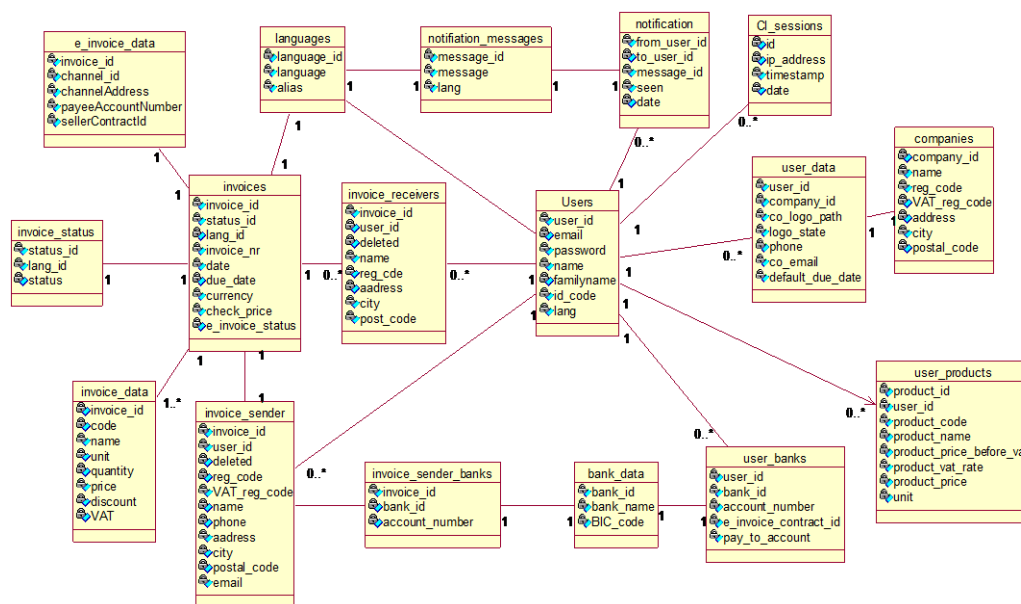 e_invoice_data
invoice_id
channel_id
channelAddress
payeeAccountNumber
sellerContractId
languages
language_id
language
alias
notifiation_messages
message_id
message
lang
notification
from_user_id
to_user_id
message_id
seen
date
CI_sessions
id
ip_address
timestamp
date
companies
company_id
name
reg_code
VAT_reg_code
address
city
postal_code
user_data
user_id
company_id
co_logo_path
logo_state
phone
co_email
default_due_date
invoices
invoice_id
status_id
lang_id
invoice_nr
date
due_date
currency
check_price
e_invoice_status
invoice_receivers
invoice_id
user_id
deleted
name
reg_cde
aadress
city
post_code
Users
user_id
email
password
name
familyname
id_code
lang
invoice_status
status_id
lang_id
status
invoice_data
invoice_id
code
name
unit
quantity
price
discount
VAT
invoice_sender
invoice_id
user_id
deleted
reg_code
VAT_reg_code
name
phone
aadress
city
postal_code
email
invoice_sender_banks
invoice_id
bank_id
account_number
bank_data
bank_id
bank_name
BIC_code
user_banks
user_id
bank_id
account_number
e_invoice_contract_id
pay_to_account
user_products
product_id
user_id
product_code
product_name
product_price_before_va
product_vat_rate
product_price
unit
1
1
1
1
1
1
1
1
0..*
1
0..*
1
1
0..*
1
1
1
1
1
0..*
0..*
1
1
1..*
1
1
1
0..*
1
0..*
1
0..*
1
1
1
1